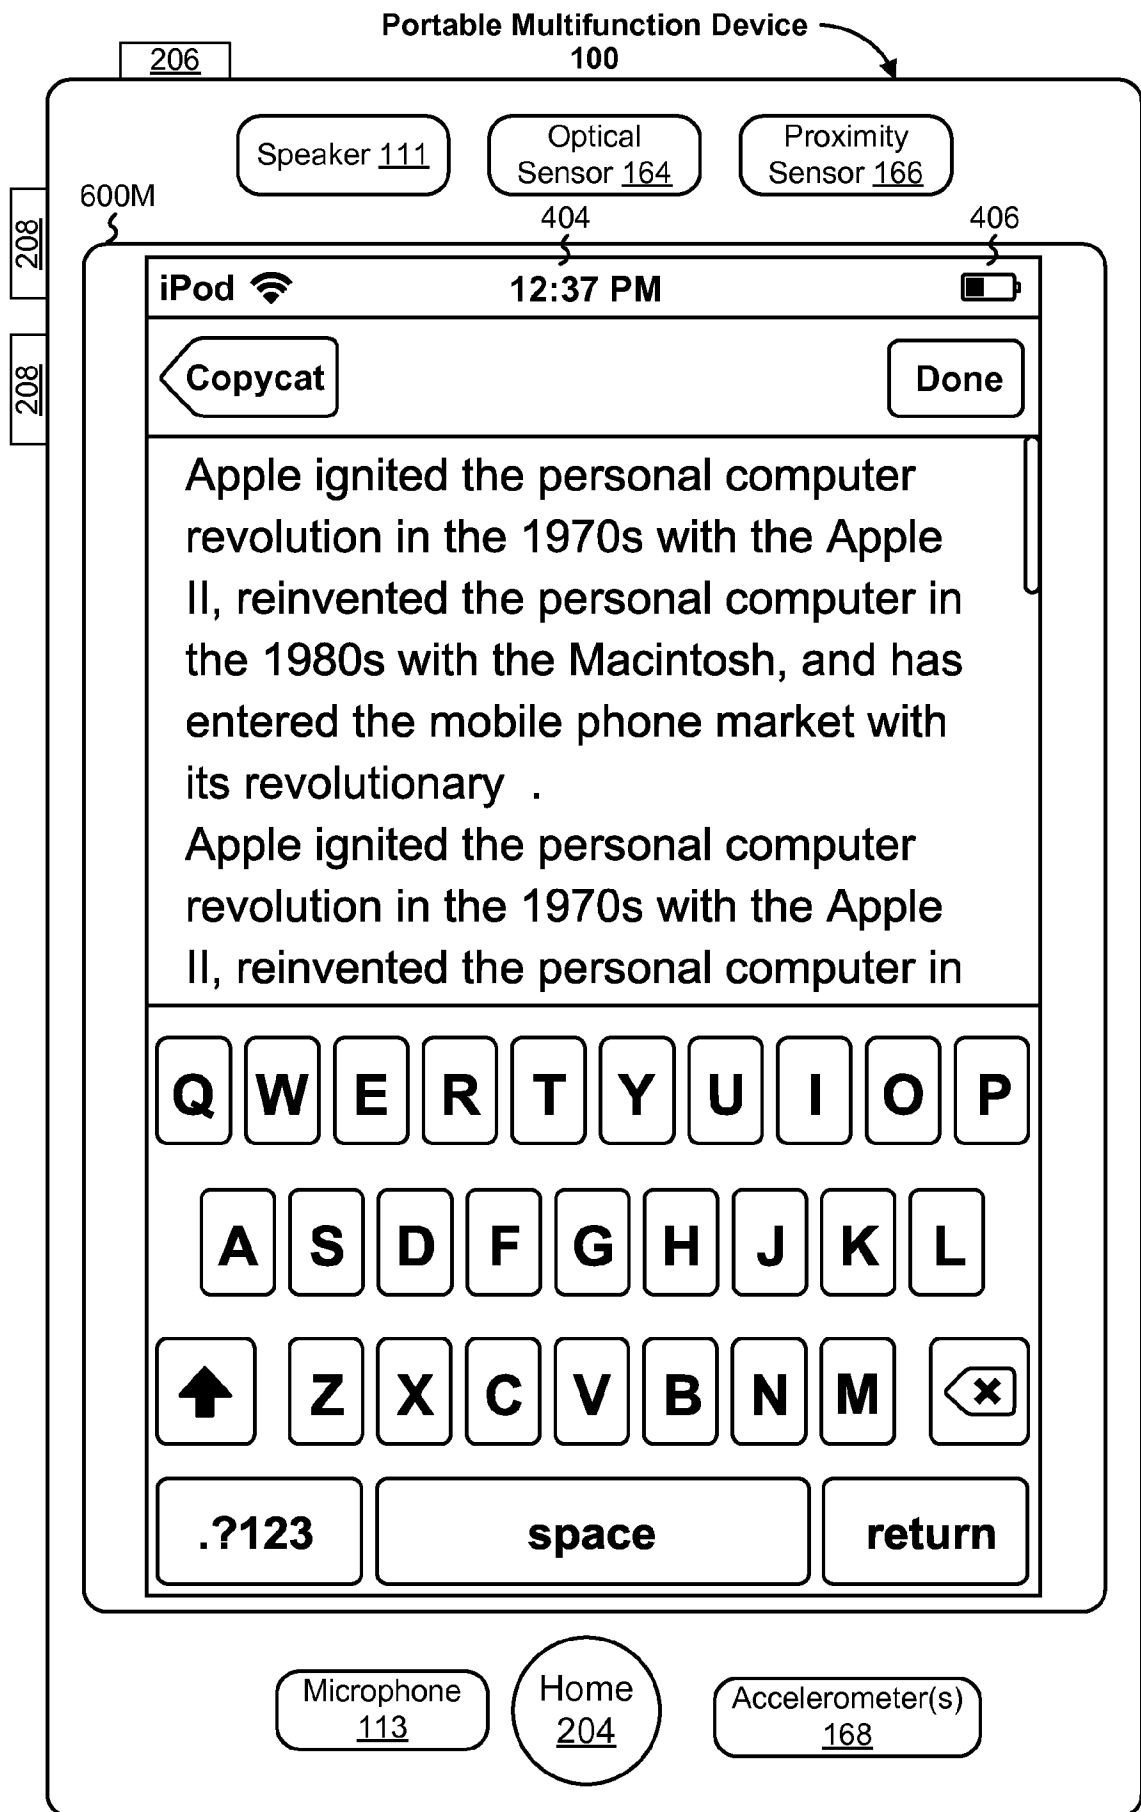 Portable Multifunction Device
100
206
Speaker 111
Optical
Sensor 164
Proximity
Sensor 166
600M
404
406
208
208
iPod
12:37 PM
Copycat
Done
Apple ignited the personal computer
revolution in the 1970s with the Apple
II, reinvented the personal computer in
the 1980s with the Macintosh, and has
entered the mobile phone market with
its revolutionary .
Apple ignited the personal computer
revolution in the 1970s with the Apple
II, reinvented the personal computer in
Q W E R T Y U I O P
A S D F G H J K L
Z X C V B N M
.?123 space return
Microphone
113
Home
204
Accelerometer(s)
168